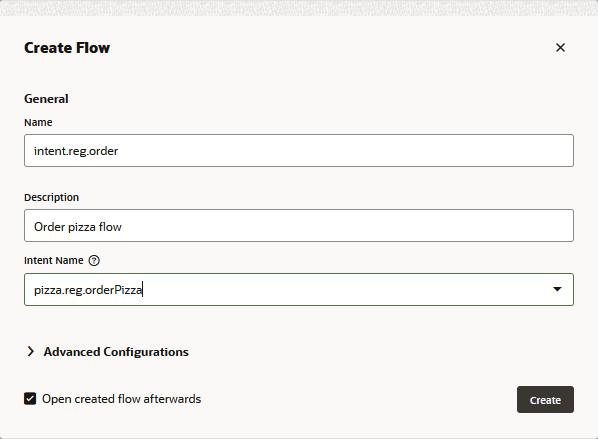 Create Flow
General
Name
intent.reg.order
Description
Order pizza flow
Intent Name
pizza.reg.orderPizza
Advanced Configurations
Open created flow afterwards
Create